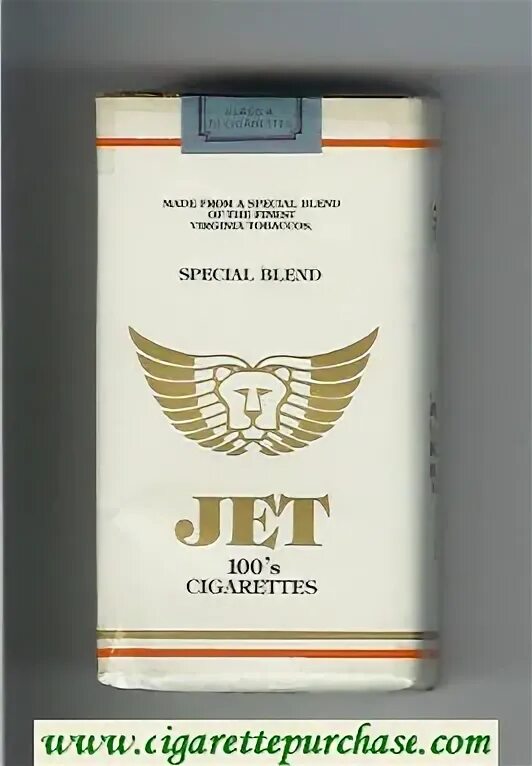 MADE FROM A SPECIAL BLEND
OF THE FINEST
VIRGINIA TOBACCOS
SPECIAL BLEND
JET
100's
CIGARETTES
www.cigarettepurchase.com